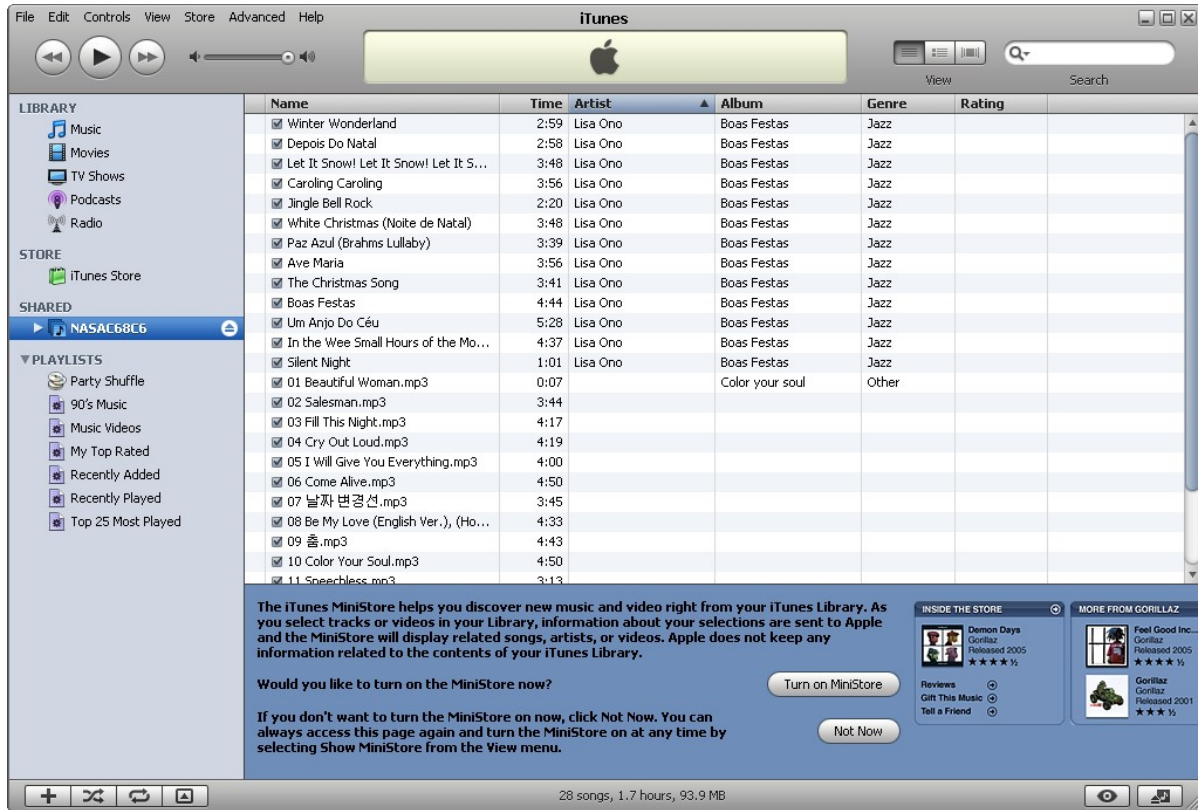 File Edit Controls View Store Advanced Help
iTunes
View
Search
LIBRARY
Music
Movies
TV Shows
Podcasts
Radio
STORE
iTunes Store
SHARED
NASAC68C6
PLAYLISTS
Party Shuffle
90's Music
Music Videos
My Top Rated
Recently Added
Recently Played
Top 25 Most Played
Name Time Artist Album Genre Rating
Winter Wonderland 2:59 Lisa Ono Boas Festas Jazz
Depois Do Natal 2:58 Lisa Ono Boas Festas Jazz
Let It Snow! Let It Snow! Let It S... 3:48 Lisa Ono Boas Festas Jazz
Caroling Caroling 3:56 Lisa Ono Boas Festas Jazz
Jingle Bell Rock 2:20 Lisa Ono Boas Festas Jazz
White Christmas (Noite de Natal) 3:48 Lisa Ono Boas Festas Jazz
Paz Azul (Brahms Lullaby) 3:39 Lisa Ono Boas Festas Jazz
Ave Maria 3:56 Lisa Ono Boas Festas Jazz
The Christmas Song 3:41 Lisa Ono Boas Festas Jazz
Boas Festas 4:44 Lisa Ono Boas Festas Jazz
Um Anjo Do Céu 5:28 Lisa Ono Boas Festas Jazz
In the Wee Small Hours of the Mo... 4:37 Lisa Ono Boas Festas Jazz
Silent Night 1:01 Lisa Ono Boas Festas Jazz
01 Beautiful Woman.mp3 0:07 Color your soul Other
02 Salesman.mp3 3:44
03 Fill This Night.mp3 4:17
04 Cry Out Loud.mp3 4:19
05 I Will Give You Everything.mp3 4:00
06 Come Alive.mp3 4:50
07 날짜 변경선.mp3 3:45
08 Be My Love (English Ver.), (Ho... 4:33
09 춤.mp3 4:43
10 Color Your Soul.mp3 4:50
11 Speechless.mp3 3:13
The iTunes MiniStore helps you discover new music and video right from your iTunes Library. As
you select tracks or videos in your Library, information about your selections are sent to Apple
and the MiniStore will display related songs, artists, or videos. Apple does not keep any
information related to the contents of your iTunes Library.
Would you like to turn on the MiniStore now?
Turn on MiniStore
If you don't want to turn the MiniStore on now, click Not Now. You can
always access this page again and turn the MiniStore on at any time by
selecting Show MiniStore from the View menu.
Not Now
INSIDE THE STORE
Demon Days
Gorillaz
Released 2005
Reviews
Gift This Music
Tell a Friend
MORE FROM GORILLAZ
Feel Good Inc...
Gorillaz
Released 2005
Gorillaz
Gorillaz
Released 2001
28 songs, 1.7 hours, 93.9 MB